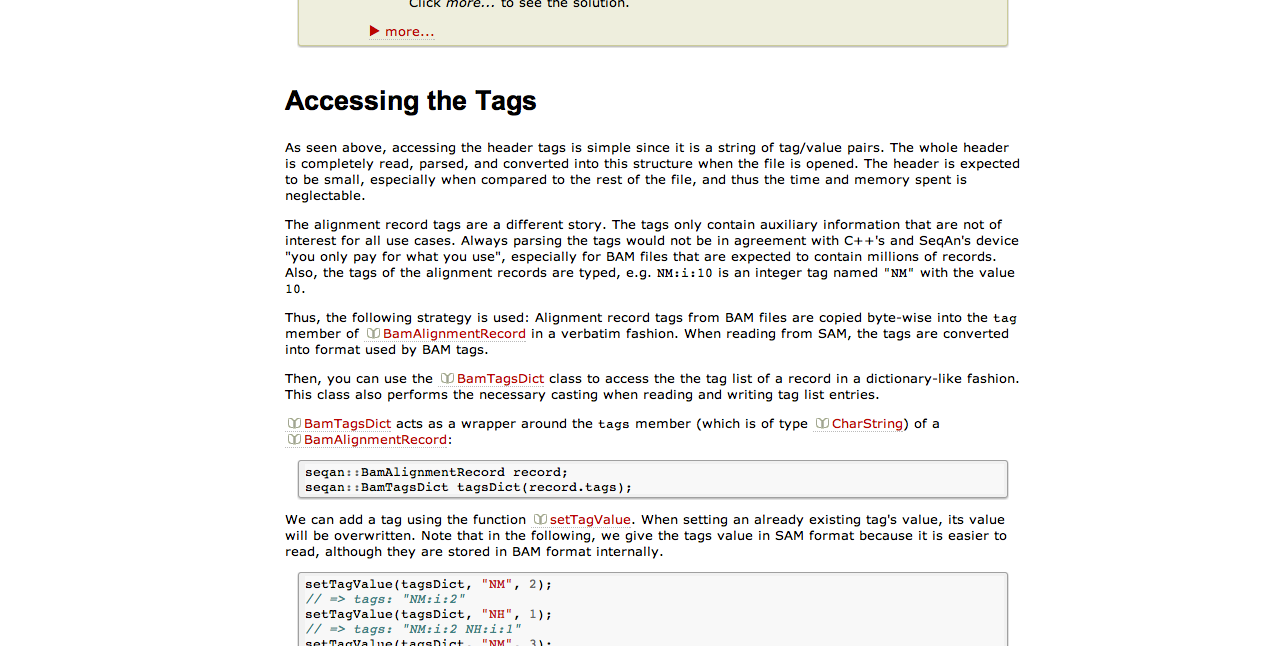 Click more... to see the solution.
▶ more...
Accessing the Tags
As seen above, accessing the header tags is simple since it is a string of tag/value pairs. The whole header
is completely read, parsed, and converted into this structure when the file is opened. The header is expected
to be small, especially when compared to the rest of the file, and thus the time and memory spent is
neglectable.
The alignment record tags are a different story. The tags only contain auxiliary information that are not of
interest for all use cases. Always parsing the tags would not be in agreement with C++'s and SeqAn's device
"you only pay for what you use", especially for BAM files that are expected to contain millions of records.
Also, the tags of the alignment records are typed, e.g. NM:i:10 is an integer tag named "NM" with the value
10.
Thus, the following strategy is used: Alignment record tags from BAM files are copied byte-wise into the tag
member of BamAlignmentRecord in a verbatim fashion. When reading from SAM, the tags are converted
into format used by BAM tags.
Then, you can use the BamTagsDict class to access the the tag list of a record in a dictionary-like fashion.
This class also performs the necessary casting when reading and writing tag list entries.
BamTagsDict acts as a wrapper around the tags member (which is of type CharString) of a
BamAlignmentRecord:
seqan::BamAlignmentRecord record;
seqan::BamTagsDict tagsDict(record.tags);
We can add a tag using the function setTagValue. When setting an already existing tag's value, its value
will be overwritten. Note that in the following, we give the tags value in SAM format because it is easier to
read, although they are stored in BAM format internally.
setTagValue(tagsDict, "NM", 2);
// => tags: "NM:i:2"
setTagValue(tagsDict, "NH", 1);
// => tags: "NM:i:2 NH:i:1"
setTagValue(tagsDict, "NM", 3);